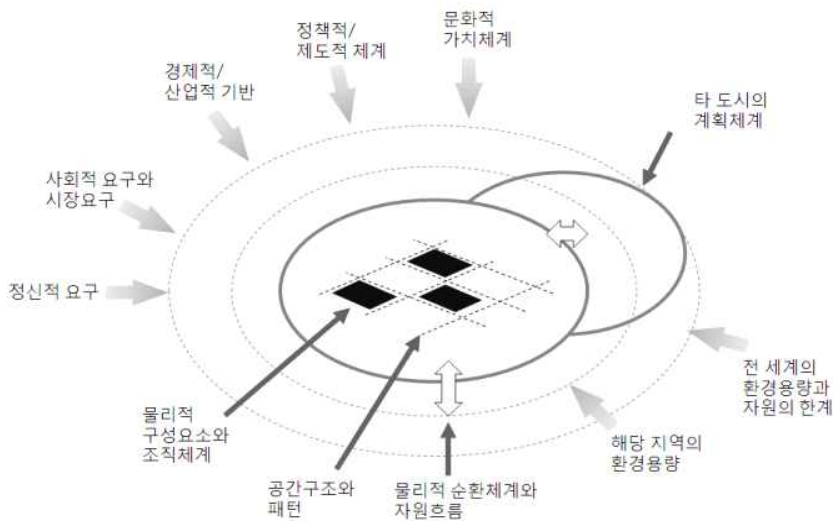 문화적
가치체계
정책적/
제도적 체계
경제적/
산업적 기반
타 도시의
계획체계
사회적 요구와
시장요구
정신적 요구
전 세계의
환경용량과
자원의 한계
물리적
구성요소와
조직체계
해당 지역의
환경용량
공간구조와
패턴
물리적 순환체계와
자원흐름